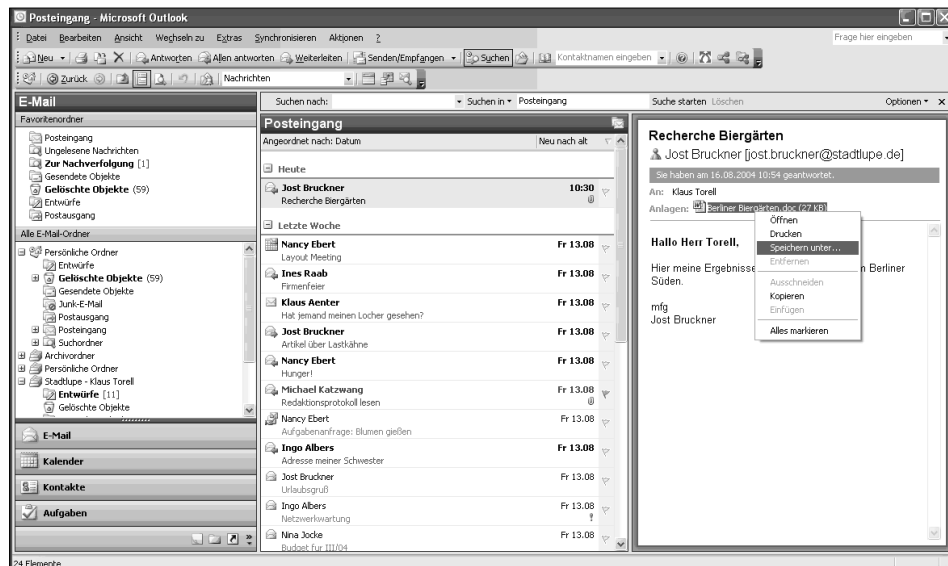 Posteingang - Microsoft Outlook
Datei Bearbeiten Ansicht Wechseln zu Extras Synchronisieren Aktionen ?
Frage hier eingeben
Neu Antworten Allen antworten Weiterleiten Senden/Empfangen Suchen Kontaktnamen eingeben
Zurück Nachrichten
E-Mail
Suchen nach: Suchen in Posteingang Suche starten Löschen Optionen
Favoritenordner
Posteingang
Ungelesene Nachrichten
Zur Nachverfolgung [1]
Gesendete Objekte
Gelöschte Objekte (59)
Entwürfe
Postausgang
Alle E-Mail-Ordner
Persönliche Ordner
Entwürfe
Gelöschte Objekte (59)
Gesendete Objekte
Junk-E-Mail
Postausgang
Posteingang
Suchordner
Archivordner
Persönliche Ordner
Stadtlupe - Klaus Torell
Entwürfe [11]
Gelöschte Objekte
E-Mail
Kalender
Kontakte
Aufgaben
Posteingang
Angeordnet nach: Datum Neu nach alt
Heute
Jost Bruckner 10:30
Recherche Biergärten
Letzte Woche
Nancy Ebert Fr 13.08
Layout Meeting
Ines Raab Fr 13.08
Firmenfeier
Klaus Aenter Fr 13.08
Hat jemand meinen Locher gesehen?
Jost Bruckner Fr 13.08
Artikel über Lastkähne
Nancy Ebert Fr 13.08
Hunger!
Michael Katzwang Fr 13.08
Redaktionsprotokoll lesen
Nancy Ebert Fr 13.08
Aufgabenanfrage: Blumen gießen
Ingo Albers Fr 13.08
Adresse meiner Schwester
Jost Bruckner Fr 13.08
Urlaubsgruß
Ingo Albers Fr 13.08
Netzwerkwartung
Nina Jocke Fr 13.08
Budget für III/04
Recherche Biergärten
Jost Bruckner [jost.bruckner@stadtlupe.de]
Sie haben am 16.08.2004 10:54 geantwortet.
An: Klaus Torell
Anlagen: Berliner Biergärten.doc (27 KB)
Öffnen
Drucken
Speichern unter...
Entfernen
Ausschneiden
Kopieren
Einfügen
Alles markieren
Hallo Herr Torell,
Hier meine Ergebnisse m Berliner
Süden.
mfg
Jost Bruckner
24 Elemente